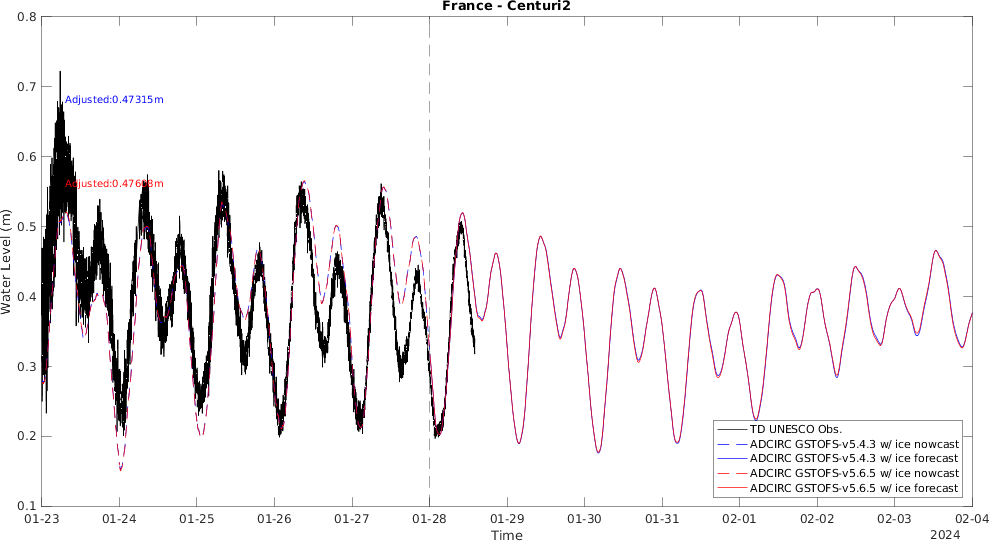 France - Centuri2
0.8
0.7
0.6
0.5
0.4
0.3
0.2
0.1
Water Level (m)
Adjusted:0.47315m
TD UNESCO Obs.
ADCIRC GSTOFS-v5.4.3 w/ ice nowcast
ADCIRC GSTOFS-v5.4.3 w/ ice forecast
ADCIRC GSTOFS-v5.6.5 w/ ice nowcast
ADCIRC GSTOFS-v5.6.5 w/ ice forecast
01-23 01-24 01-25 01-26 01-27 01-28 01-29 01-30 01-31 02-01 02-02 02-03 02-04
Time
2024